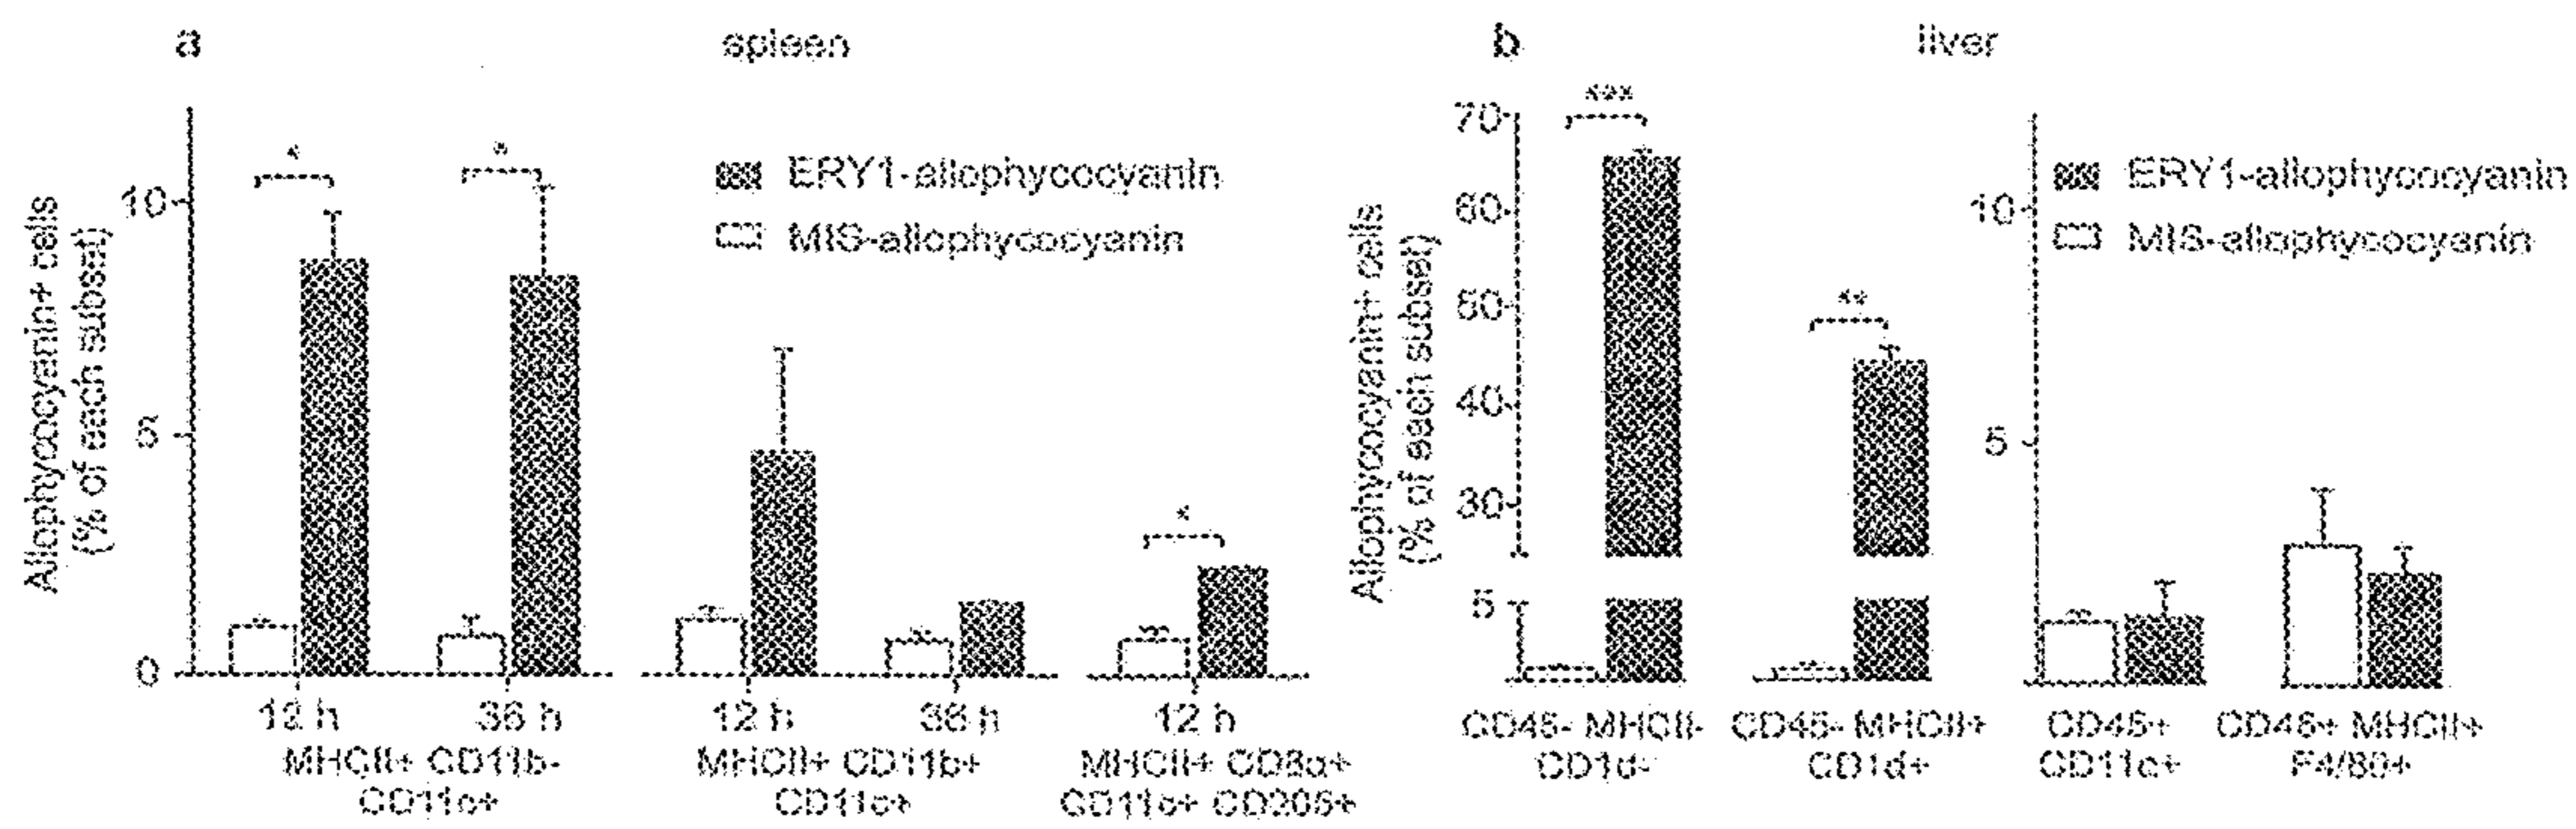 a
spleen
*
*
ERY1-allophycocyanin
MIS-allophycocyanin
*
10
5
0
Allophycocyanin+ cells
(% of each subset)
12 h
36 h
12 h
36 h
12 h
MHCII+ CD11b-
CD11c+
MHCII+ CD11b+
CD11c+
MHCII+ CD8α+
CD11c+ CD205+
b
liver
***
**
70
60
50
40
30
5
Allophycocyanin+ cells
(% of each subset)
10
5
ERY1-allophycocyanin
MIS-allophycocyanin
CD45- MHCII-
CD1d-
CD45- MHCII+
CD1d+
CD45+
CD11c+
CD45+ MHCII+
F4/80+